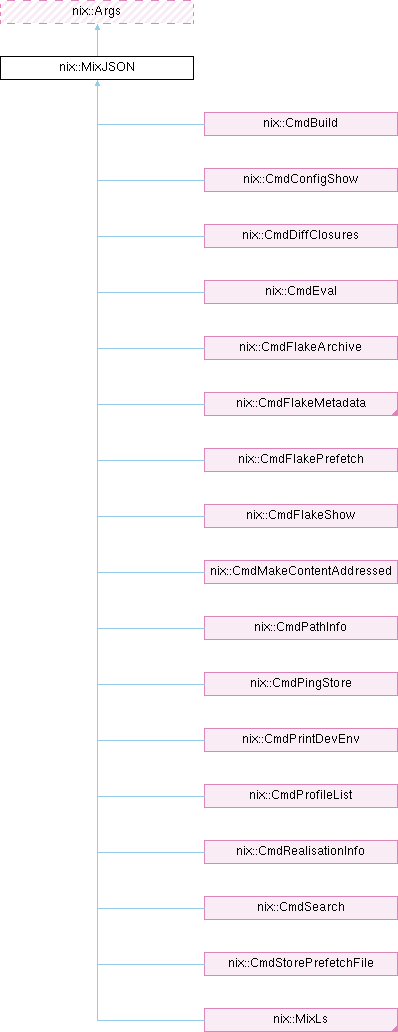 nix::Args
nix::MixJSON
nix::CmdBuild
nix::CmdConfigShow
nix::CmdDiffClosures
nix::CmdEval
nix::CmdFlakeArchive
nix::CmdFlakeMetadata
nix::CmdFlakePrefetch
nix::CmdFlakeShow
nix::CmdMakeContentAddressed
nix::CmdPathInfo
nix::CmdPingStore
nix::CmdPrintDevEnv
nix::CmdProfileList
nix::CmdRealisationInfo
nix::CmdSearch
nix::CmdStorePrefetchFile
nix::MixLs